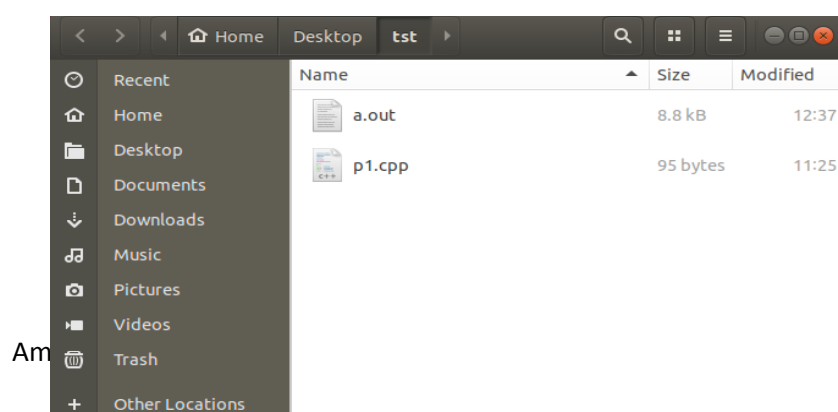 Home Desktop tst
Name Size Modified
Recent
Home
Desktop
Documents
Downloads
Music
Pictures
Videos
Trash
Other Locations
a.out 8.8 kB 12:37
C++
p1.cpp 95 bytes 11:25
Am